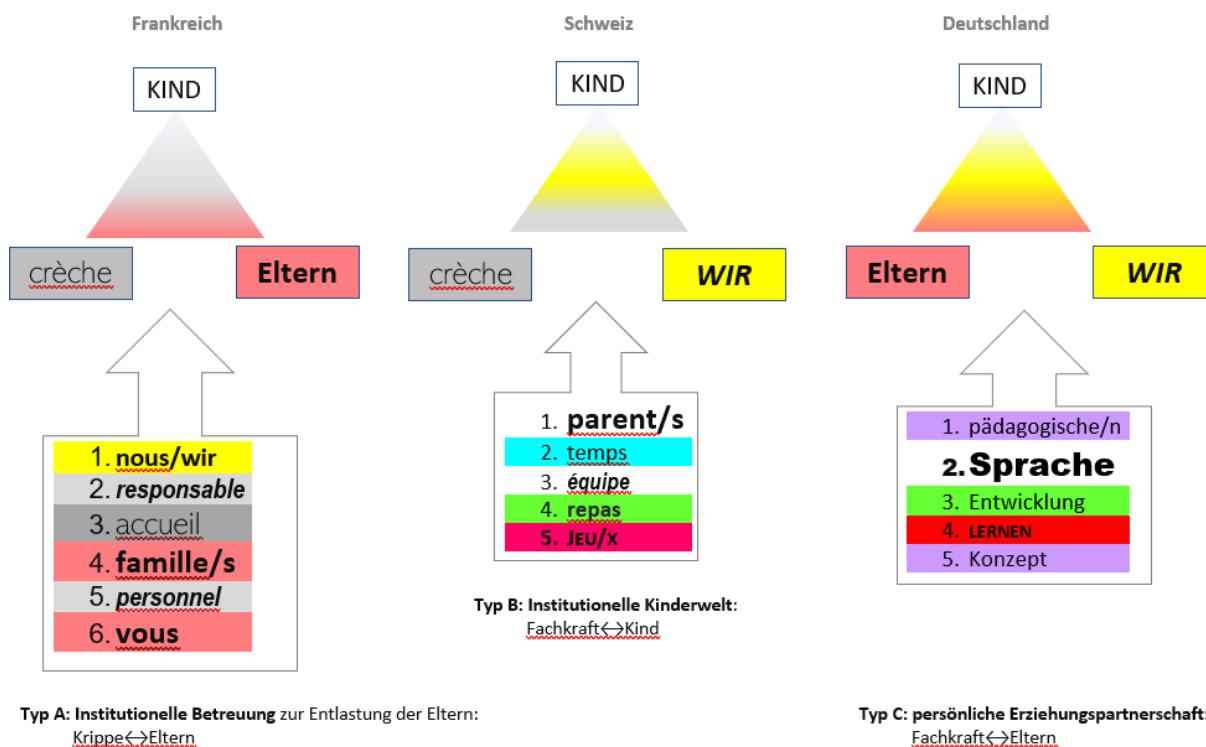 Frankreich
KIND
crèche
Eltern
1. nous/wir
2. responsable
3. accueil
4. famille/s
5. personnel
6. vous
Typ A: Institutionelle Betreuung zur Entlastung der Eltern:
Krippe↔Eltern
Schweiz
KIND
crèche
WIR
1. parent/s
2. temps
3. équipe
4. repas
5. JEU/X
Typ B: Institutionelle Kinderwelt:
Fachkraft↔Kind
Deutschland
KIND
Eltern
WIR
1. pädagogische/n
2. Sprache
3. Entwicklung
4. LERNEN
5. Konzept
Typ C: persönliche Erziehungspartnerschaft:
Fachkraft↔Eltern